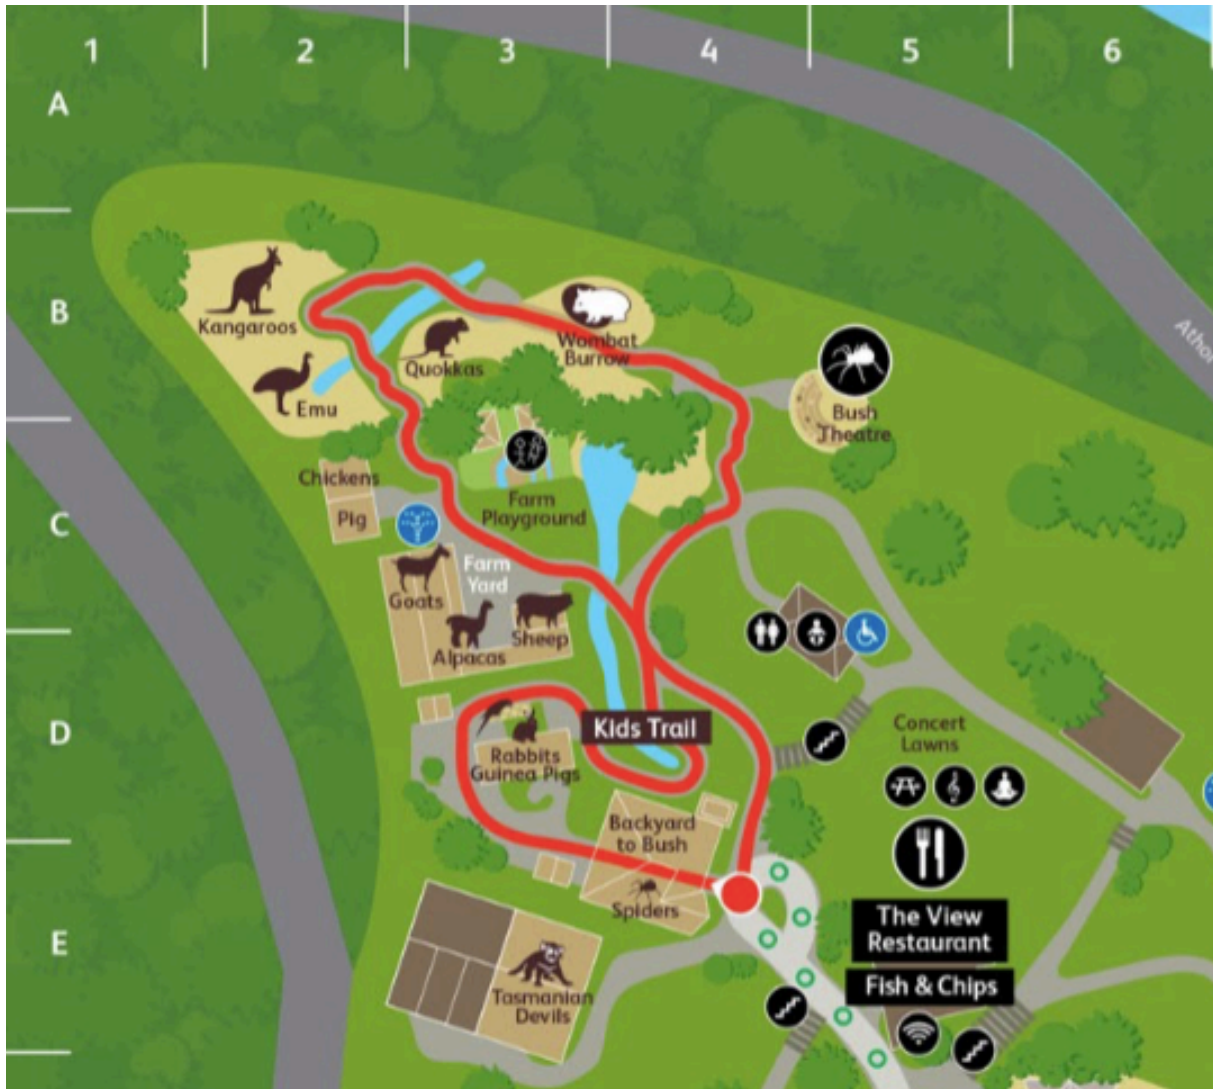 1
2
3
4
5
6
A
B
Kangaroos
Emu
Quokkas
Wombat
Burrow
Bush
Theatre
C
Chickens
Pig
Farm
Playground
Farm
Yard
Goats
Alpacas
Sheep
D
Kids Trail
Rabbits
Guinea Pigs
Concert
Lawns
Backyard
to Bush
Spiders
E
Tasmanian
Devils
The View
Restaurant
Fish & Chips